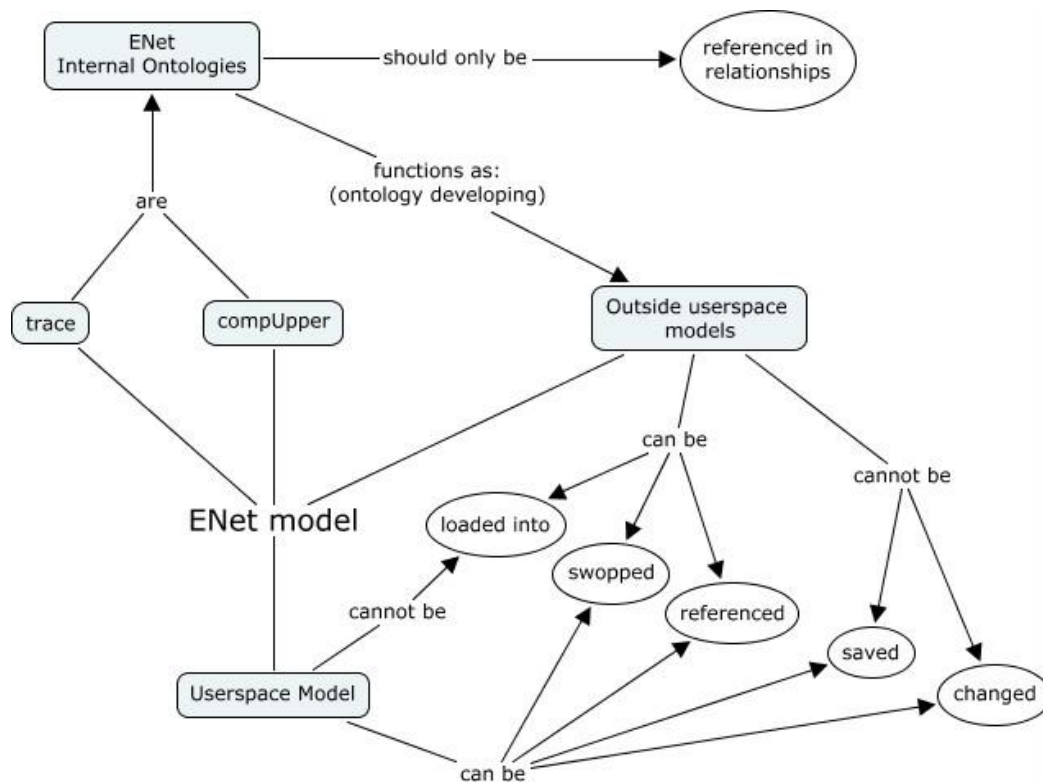 ENet
Internal Ontologies
should only be
referenced in
relationships
functions as:
(ontology developing)
are
trace
compUpper
Outside userspace
models
can be
cannot be
ENet model
loaded into
swopped
referenced
cannot be
saved
changed
Userspace Model
can be